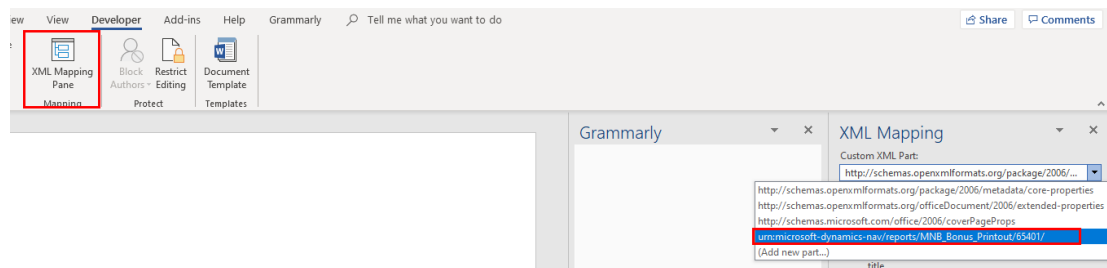 ew View Developer Add-ins Help Grammarly Tell me what you want to do Share Comments
XML Mapping Pane
Block Authors
Restrict Editing
Document Template
Mapping Protect Templates
Grammarly
XML Mapping
Custom XML Part:
http://schemas.openxmlformats.org/package/2006/...
http://schemas.openxmlformats.org/package/2006/metadata/core-properties
http://schemas.openxmlformats.org/officeDocument/2006/extended-properties
http://schemas.microsoft.com/office/2006/coverPageProps
urn:microsoft-dynamics-nav/reports/MNB_Bonus_Printout/65401/
(Add new part...)
title